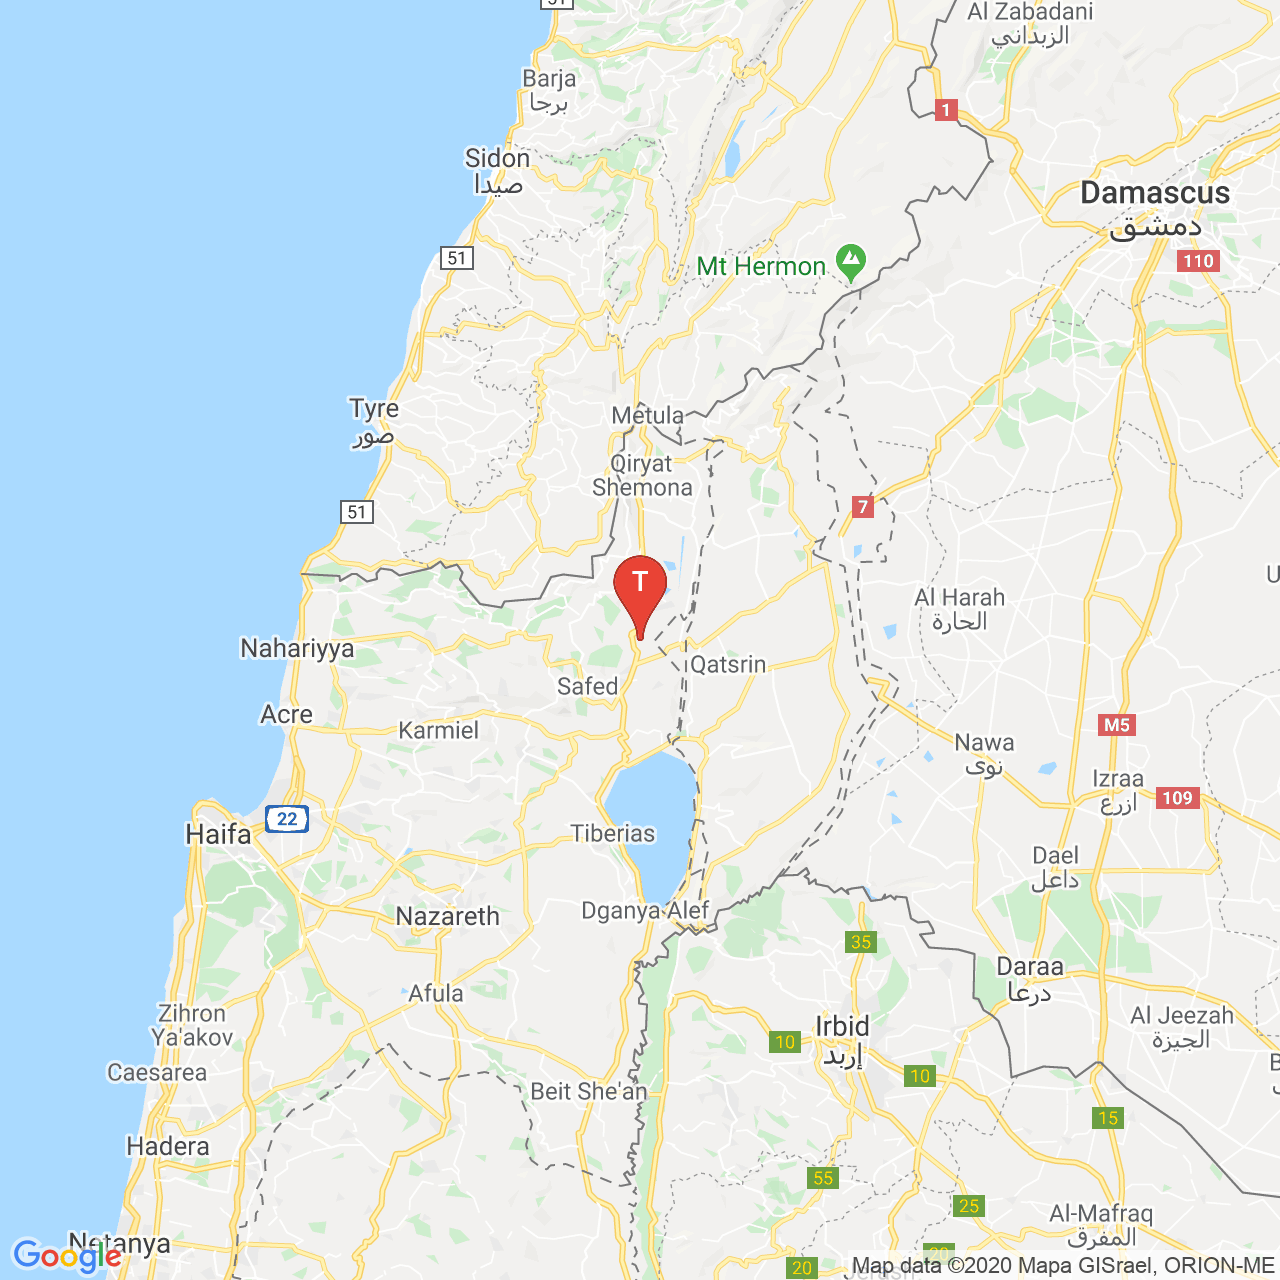 51
Al Zabadani
الزبداني
Barja
برجا
1
Sidon
صيدا
Damascus
دمشق
51
Mt Hermon
110
Tyre
صور
Metula
Qiryat
Shemona
51
7
T
Al Harah
الحارة
U
Nahariyya
Qatsrin
Safed
Acre
Karmiel
M5
Nawa
نوى
Izraa
ازرع
109
22
Haifa
Tiberias
Dael
داعل
Nazareth
Dganya Alef
35
Daraa
درعا
Afula
Zihron
Ya'akov
Irbid
إربد
Al Jeezah
الجيزة
10
Caesarea
Beit She'an
10
B
15
Hadera
55
25
Al-Mafraq
المفرق
Netanya
Google
20
20
Jerash
Map data ©2020 Mapa GISrael, ORION-ME